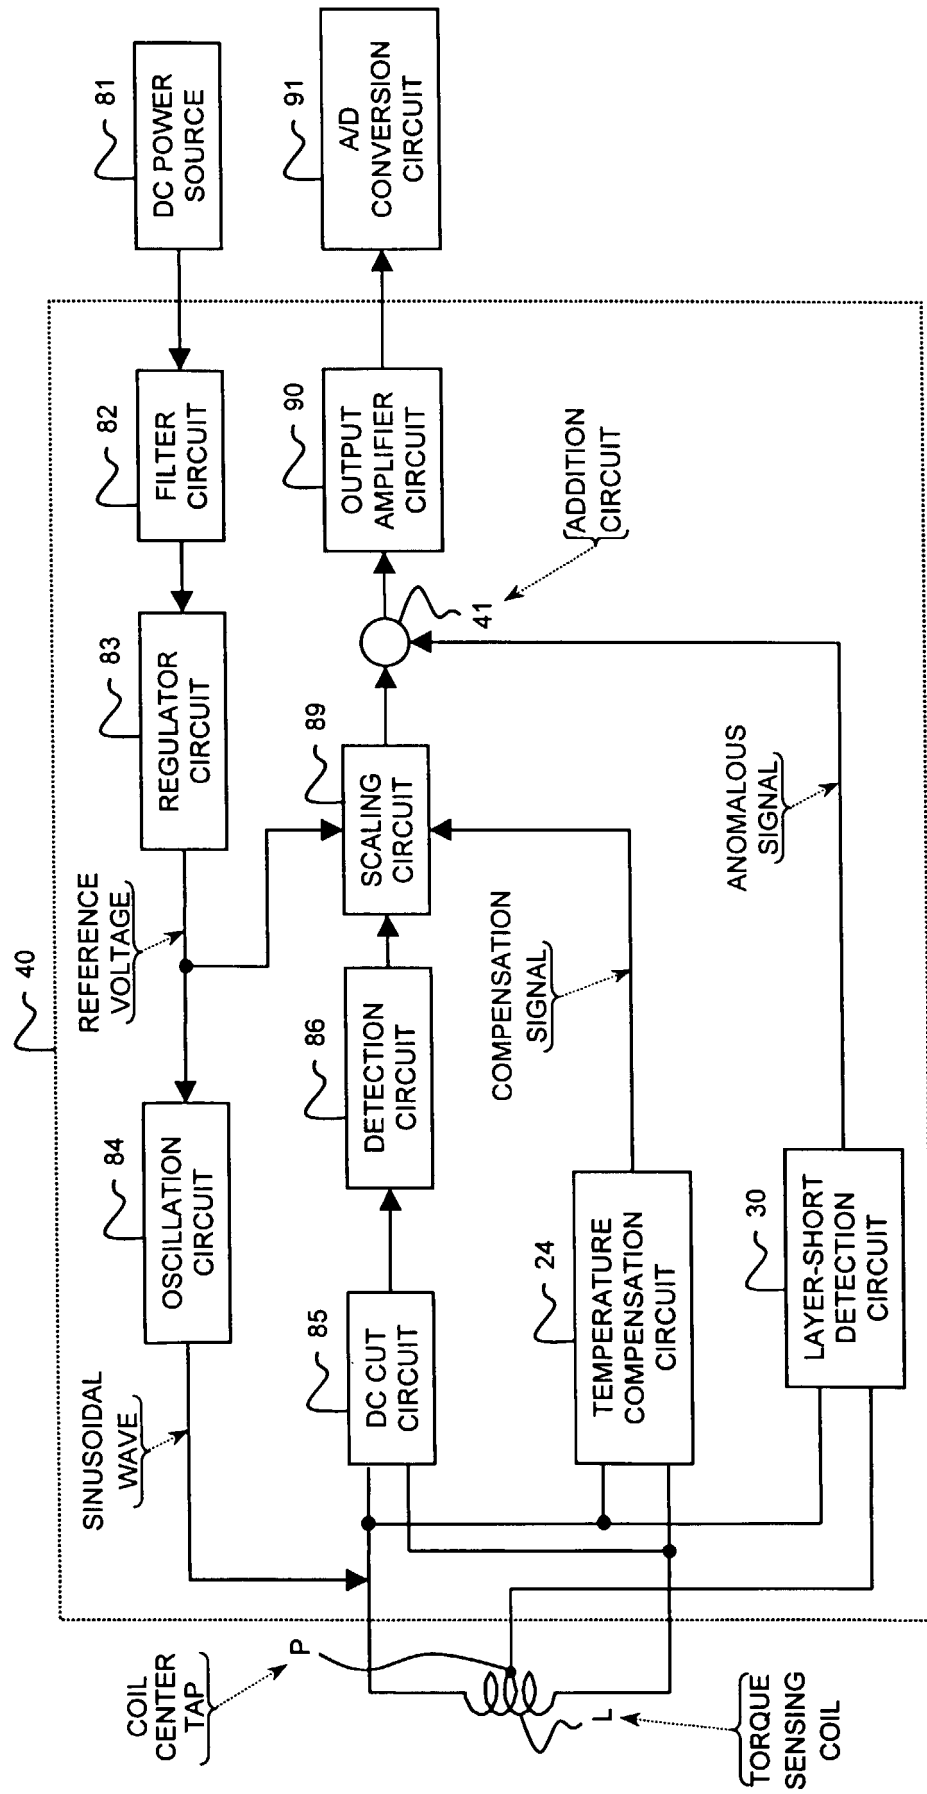 40
81
DC POWER
SOURCE
82
FILTER
CIRCUIT
83
REGULATOR
CIRCUIT
REFERENCE
VOLTAGE
84
OSCILLATION
CIRCUIT
SINUSOIDAL
WAVE
COIL
CENTER
TAP
P
L
TORQUE
SENSING
COIL
85
DC CUT
CIRCUIT
86
DETECTION
CIRCUIT
89
SCALING
CIRCUIT
41
ADDITION
CIRCUIT
90
OUTPUT
AMPLIFIER
CIRCUIT
91
A/D
CONVERSION
CIRCUIT
24
TEMPERATURE
COMPENSATION
CIRCUIT
COMPENSATION
SIGNAL
30
LAYER-SHORT
DETECTION
CIRCUIT
ANOMALOUS
SIGNAL